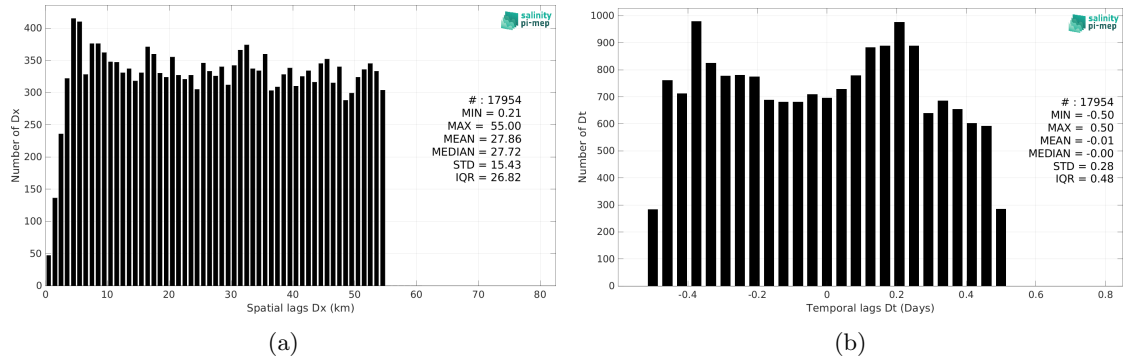 salinity
pi-mep
400
350
300
250
200
150
100
50
0
Number of Dx
# : 17954
MIN = 0.21
MAX = 55.00
MEAN = 27.86
MEDIAN = 27.72
STD = 15.43
IQR = 26.82
0 10 20 30 40 50 60 70 80
Spatial lags Dx (km)
(a)
salinity
pi-mep
1000
900
800
700
600
500
400
300
200
100
0
Number of Dt
# : 17954
MIN = -0.50
MAX = 0.50
MEAN = -0.01
MEDIAN = -0.00
STD = 0.28
IQR = 0.48
-0.4 -0.2 0 0.2 0.4 0.6 0.8
Temporal lags Dt (Days)
(b)